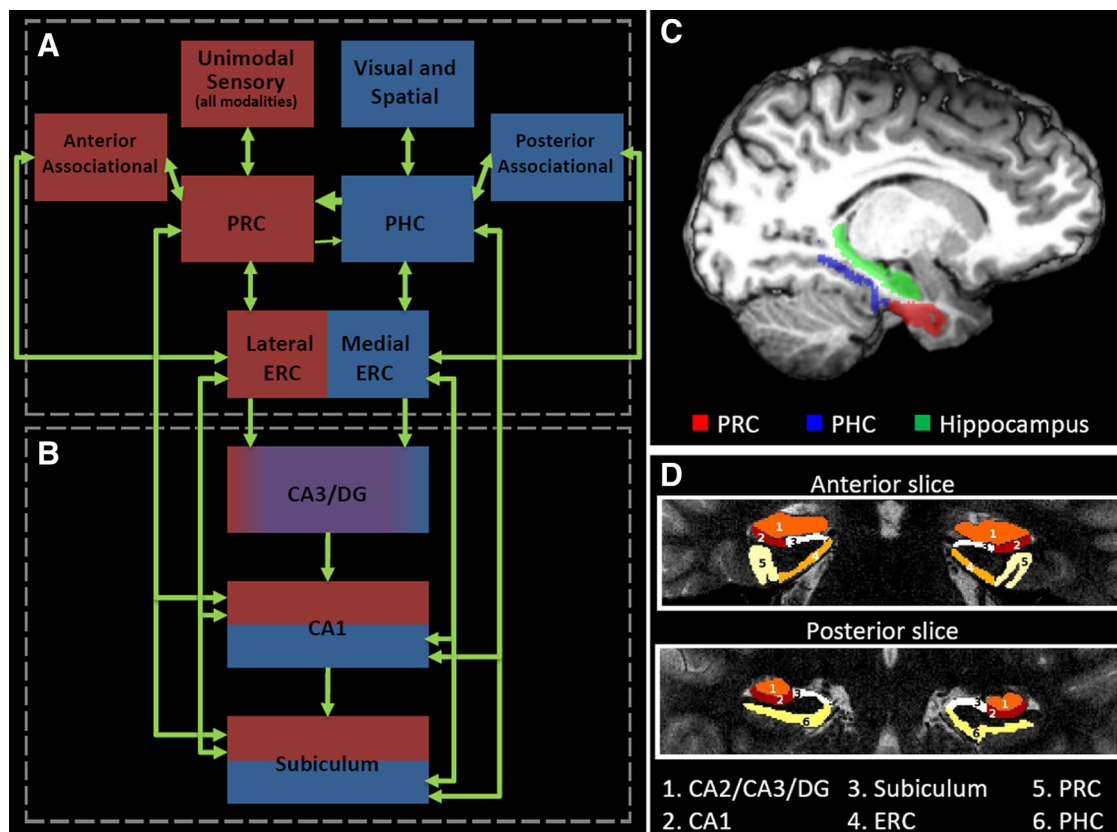 A
Unimodal
Sensory
(all modalities)
Visual and
Spatial
Anterior
Associational
Posterior
Associational
PRC
PHC
Lateral
ERC
Medial
ERC
B
CA3/DG
CA1
Subiculum
C
PRC
PHC
Hippocampus
D
Anterior slice
1
2
3
4
5
1
2
3
4
5
Posterior slice
1
2
3
6
1
2
3
6
1. CA2/CA3/DG
3. Subiculum
5. PRC
2. CA1
4. ERC
6. PHC